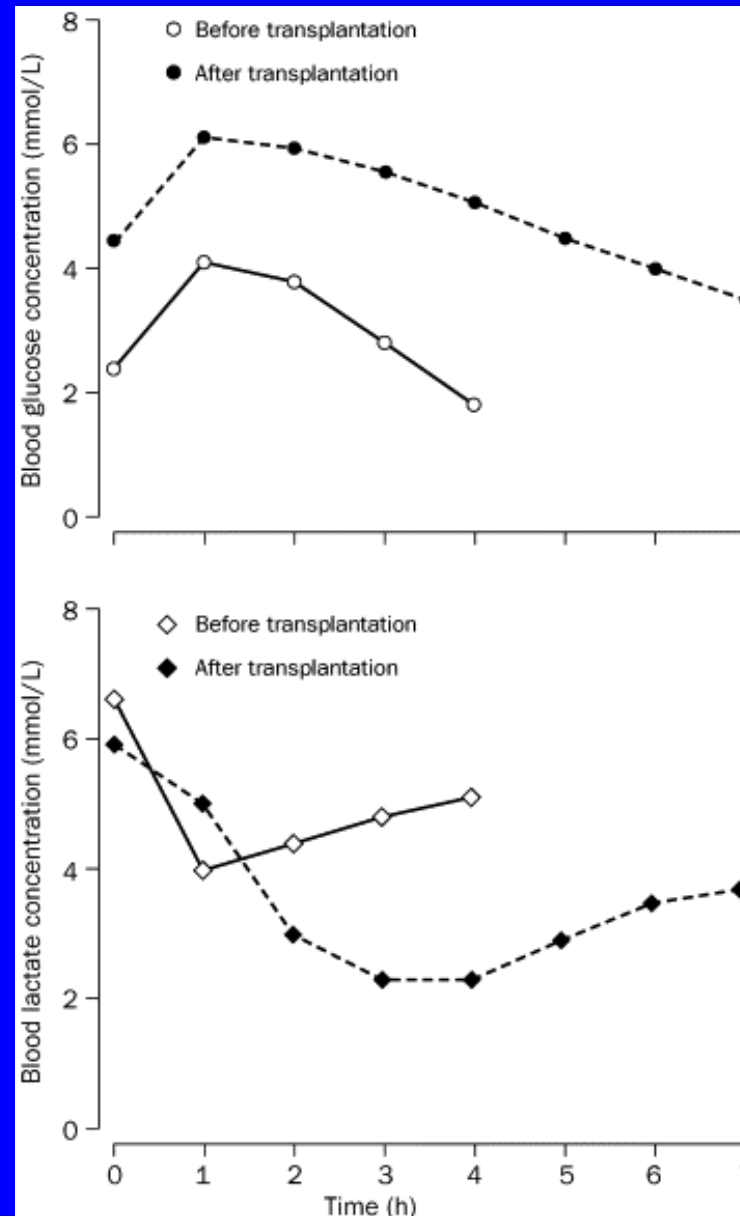 Blood glucose concentration (mmol/L)
8
6
4
2
0
Before transplantation
After transplantation
Blood lactate concentration (mmol/L)
8
6
4
2
0
Before transplantation
After transplantation
0 1 2 3 4 5 6
Time (h)